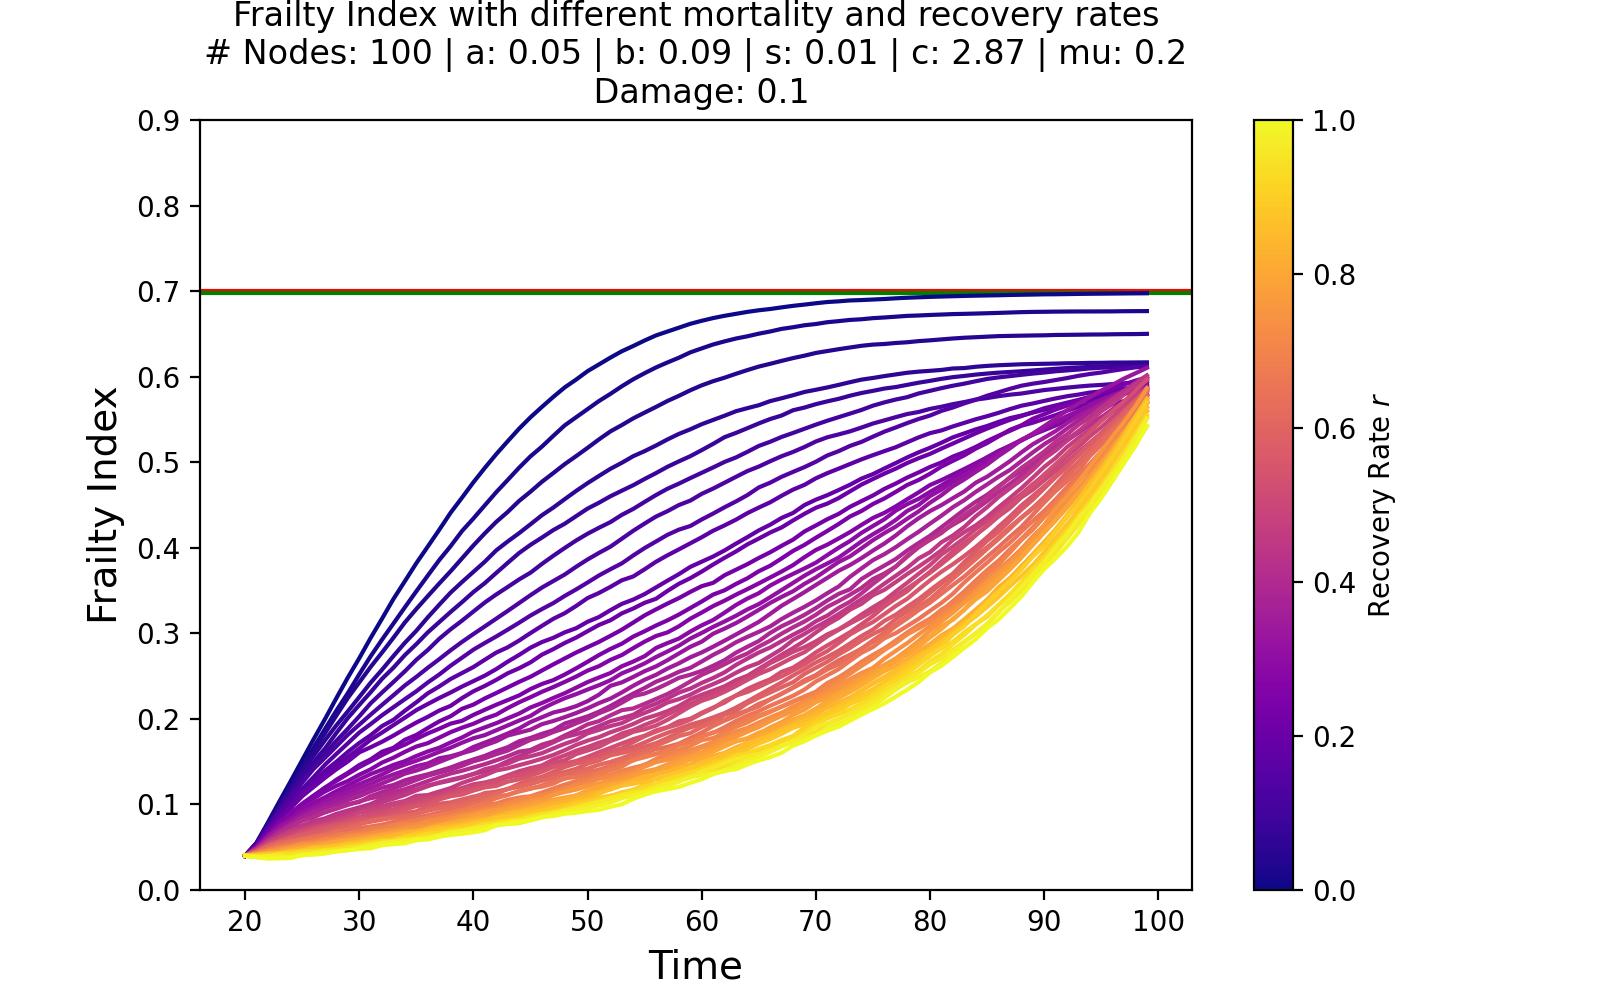 Frailty Index with different mortality and recovery rates
# Nodes: 100 | a: 0.05 | b: 0.09 | s: 0.01 | c: 2.87 | mu: 0.2
Damage: 0.1
0.9
0.8
0.7
0.6
0.5
0.4
0.3
0.2
0.1
0.0
Frailty Index
20 30 40 50 60 70 80 90 100
Time
1.0
0.8
0.6
0.4
0.2
0.0
Recovery Rate r